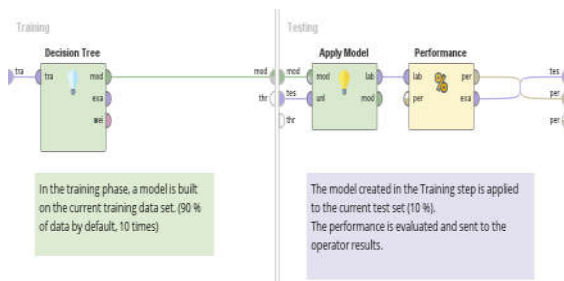 Training
Testing
Decision Tree
tra
tra
mod
exa
wei
mod
thr
Apply Model
mod
tes
thr
mod
unl
lab
mod
Performance
lab
per
per
exa
tes
per
per
In the training phase, a model is built
on the current training data set. (90 %
of data by default, 10 times)
The model created in the Training step is applied
to the current test set (10 %).
The performance is evaluated and sent to the
operator results.